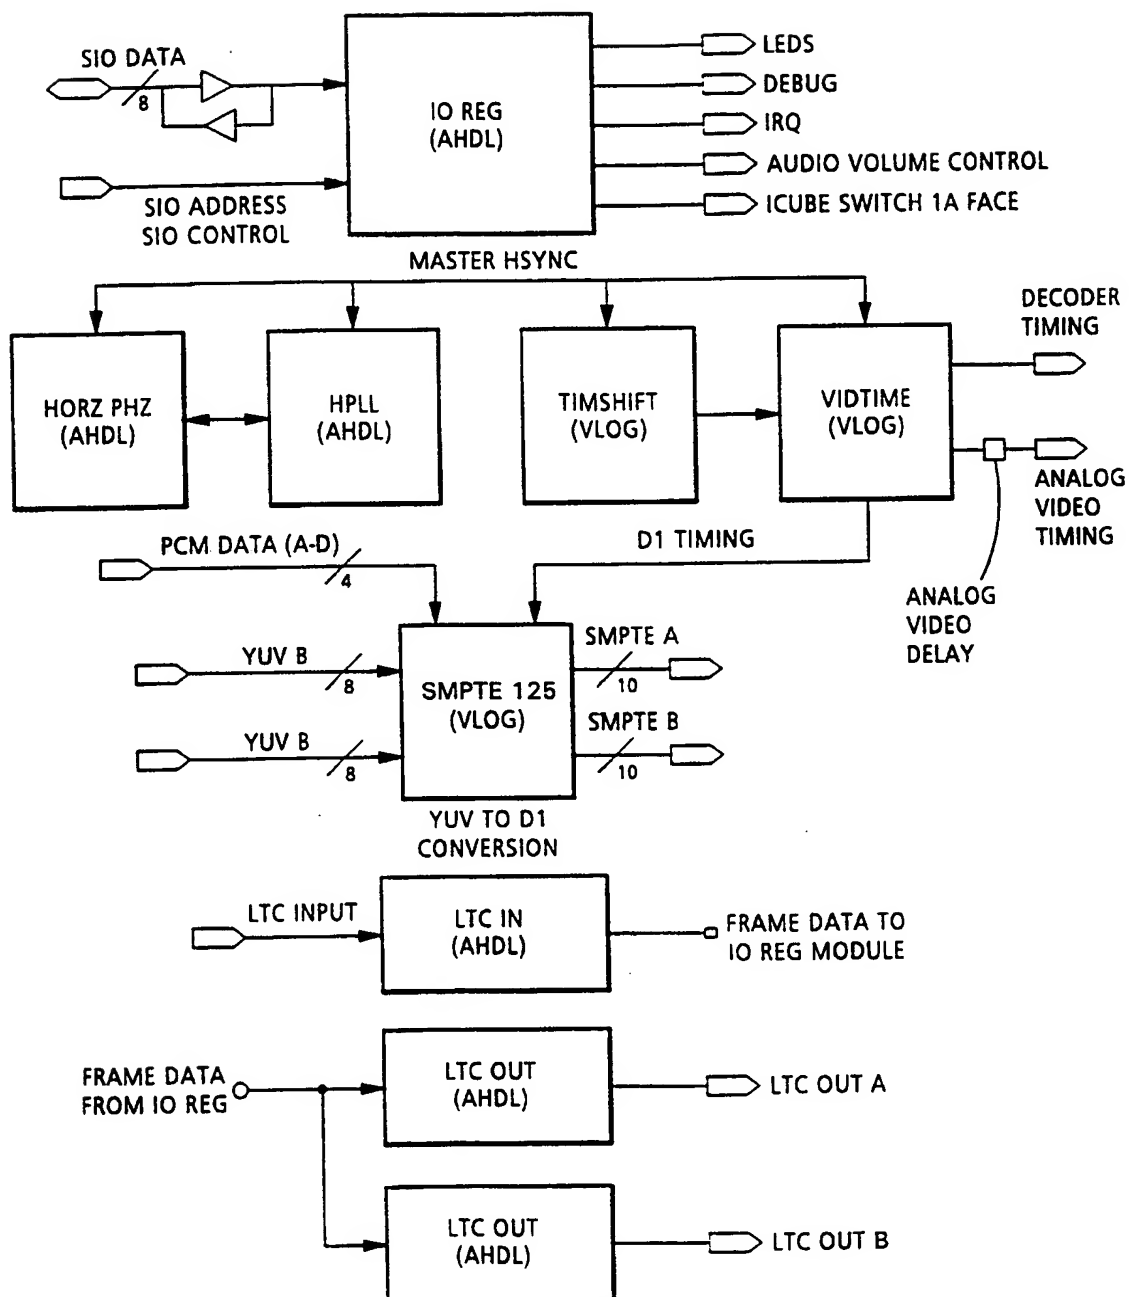 SIO DATA
8
IO REG
(AHDL)
LEDS
DEBUG
IRQ
AUDIO VOLUME CONTROL
ICUBE SWITCH 1A FACE
SIO ADDRESS
SIO CONTROL
MASTER HSYNC
HORZ PHZ
(AHDL)
HPLL
(AHDL)
TIMSHIFT
(VLOG)
VIDTIME
(VLOG)
DECODER
TIMING
ANALOG
VIDEO
TIMING
ANALOG
VIDEO
DELAY
PCM DATA (A-D)
4
D1 TIMING
YUV B
8
YUV B
8
SMPTE 125
(VLOG)
SMPTE A
10
SMPTE B
10
YUV TO D1
CONVERSION
LTC INPUT
LTC IN
(AHDL)
FRAME DATA TO
IO REG MODULE
FRAME DATA
FROM IO REG
LTC OUT
(AHDL)
LTC OUT A
LTC OUT
(AHDL)
LTC OUT B